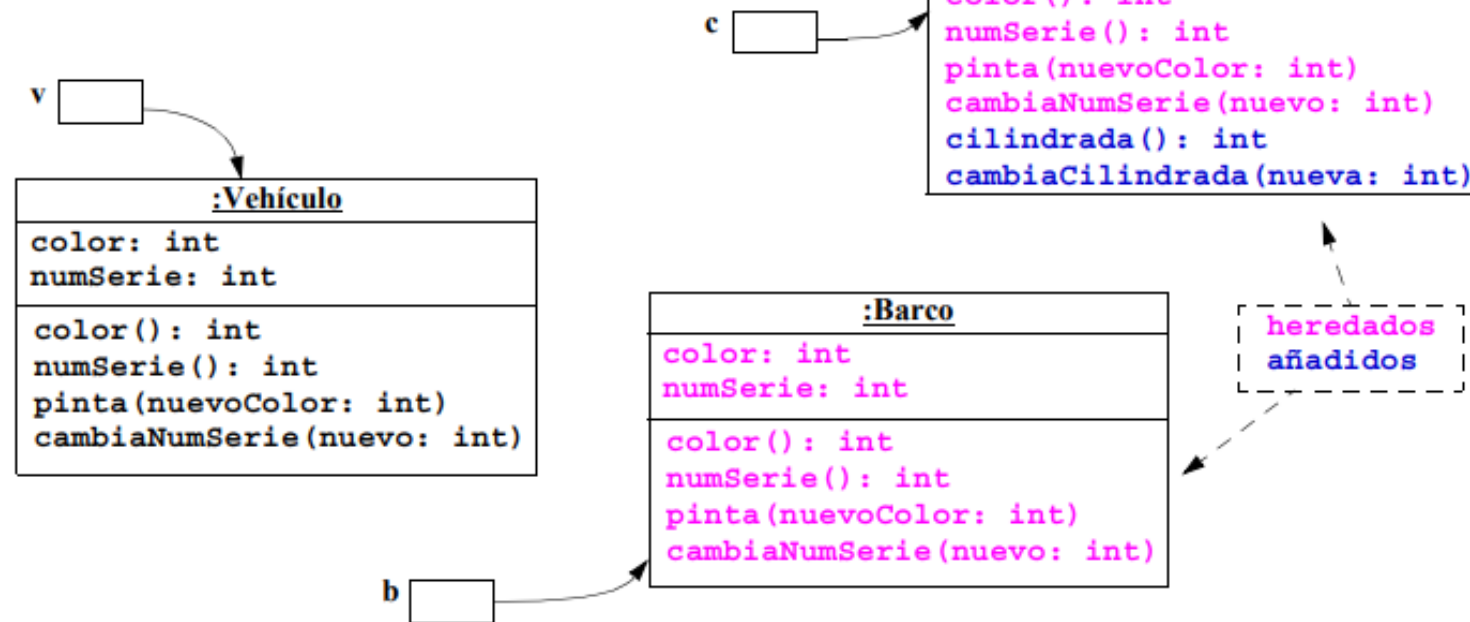 color(): int
c
numSerie(): int
pinta(nuevoColor: int)
cambiaNumSerie(nuevo: int)
cilindrada(): int
cambiaCilindrada(nueva: int)
v
:Vehículo
color: int
numSerie: int
color(): int
numSerie(): int
pinta(nuevoColor: int)
cambiaNumSerie(nuevo: int)
:Barco
color: int
numSerie: int
color(): int
numSerie(): int
pinta(nuevoColor: int)
cambiaNumSerie(nuevo: int)
heredados
añadidos
b